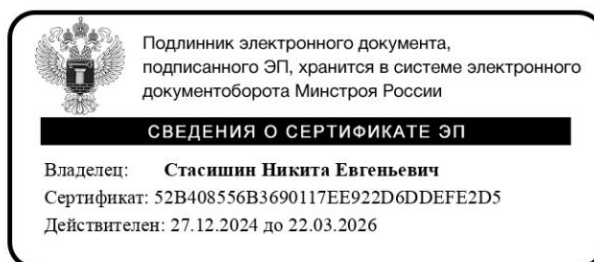 Подлинник электронного документа,
подписанного ЭП, хранится в системе электронного
документооборота Минстроя России
СВЕДЕНИЯ О СЕРТИФИКАТЕ ЭП
Владелец: Стасишин Никита Евгеньевич
Сертификат: 52B408556B3690117EE922D6DDEFE2D5
Действителен: 27.12.2024 до 22.03.2026